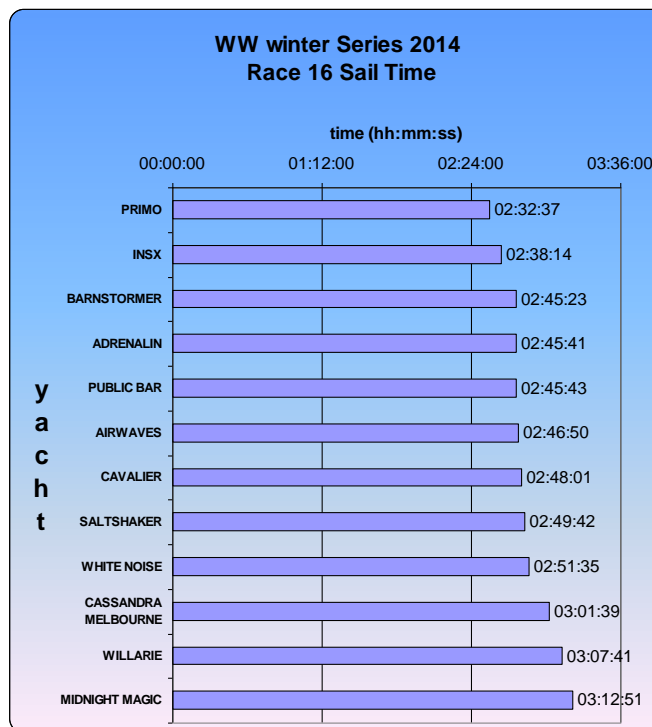 WW winter Series 2014
Race 16 Sail Time
time (hh:mm:ss)
00:00:00 01:12:00 02:24:00 03:36:00
yacht
PRIMO 02:32:37
INSX 02:38:14
BARNSTORMER 02:45:23
ADRENALIN 02:45:41
PUBLIC BAR 02:45:43
AIRWAVES 02:46:50
CAVALIER 02:48:01
SALTSHAKER 02:49:42
WHITE NOISE 02:51:35
CASSANDRA
MELBOURNE 03:01:39
WILLARIE 03:07:41
MIDNIGHT MAGIC 03:12:51